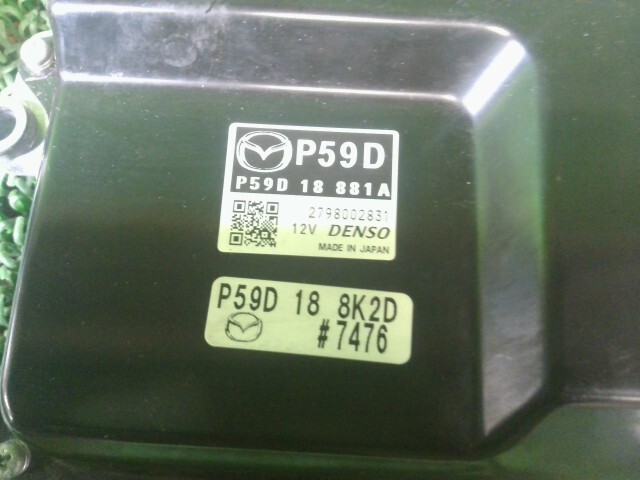 P59D
P59D 18 881A
2798002831
12V DENSO
MADE IN JAPAN
P59D 18 8K2D
#7476